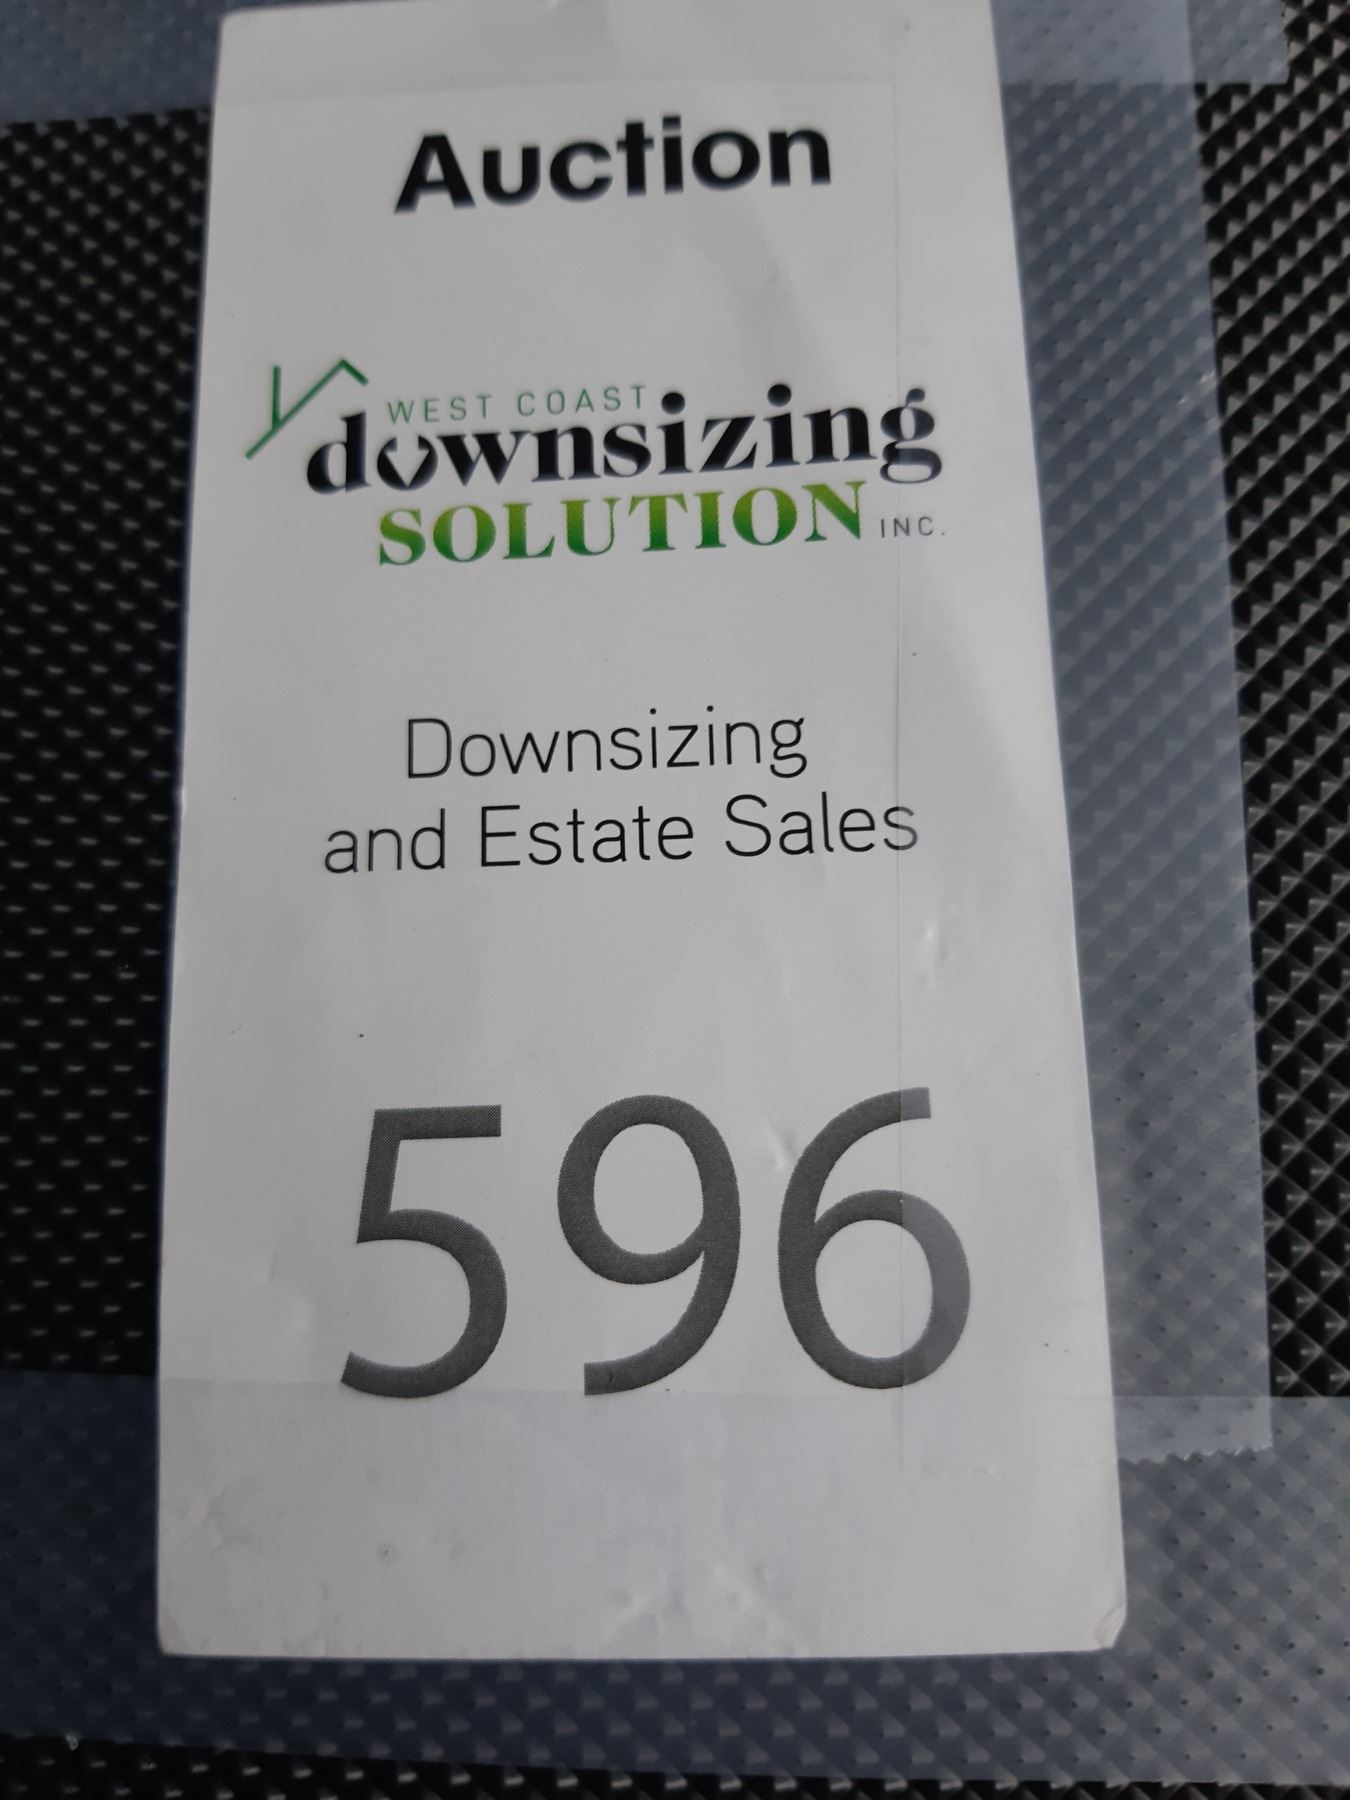 Auction
WEST COAST
downsizing
SOLUTION INC.
Downsizing
and Estate Sales
596